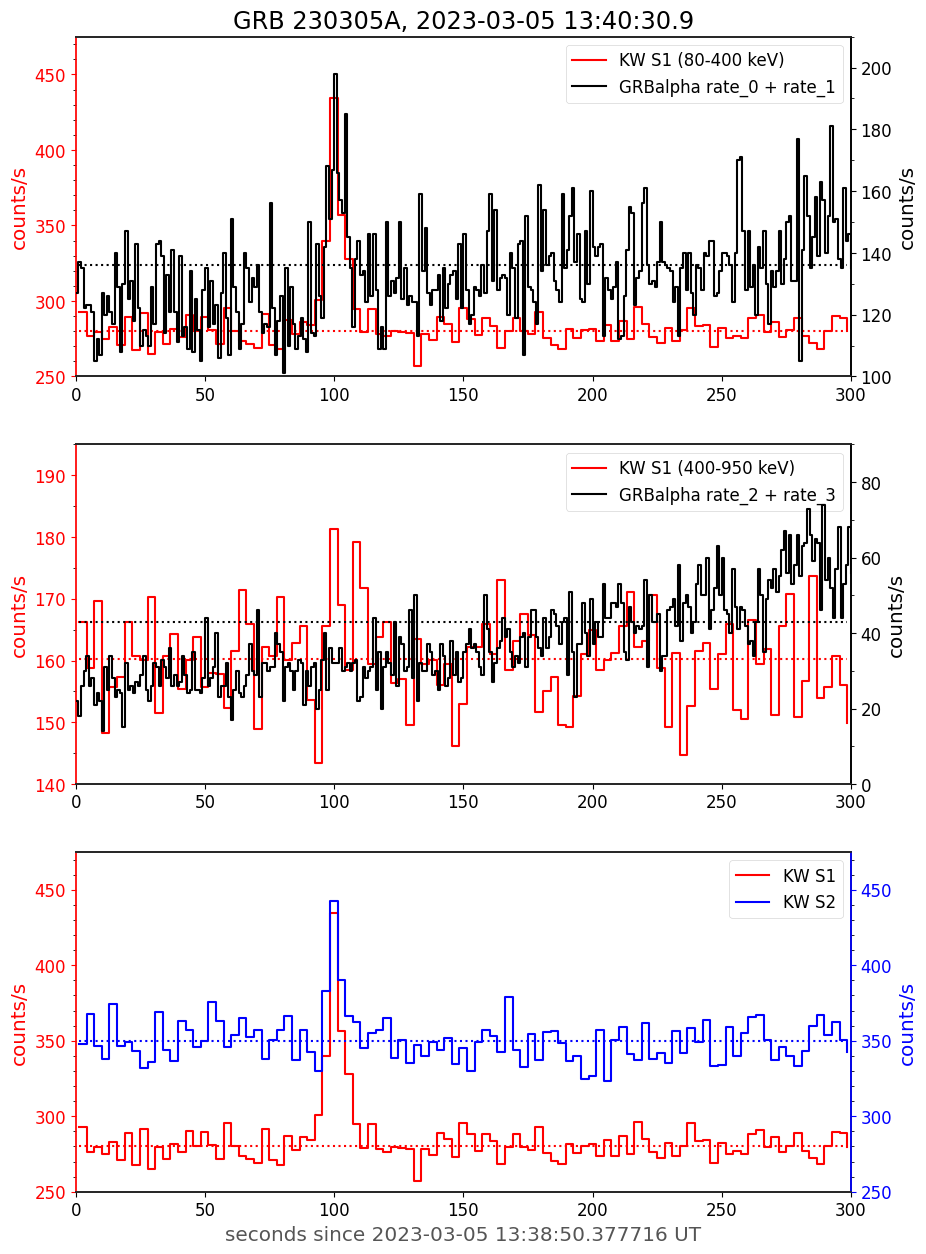 GRB 230305A, 2023-03-05 13:40:30.9
KW S1 (80-400 keV)
GRBalpha rate_0 + rate_1
counts/s
counts/s
450
400
350
300
250
200
180
160
140
120
100
0 50 100 150 200 250 300
KW S1 (400-950 keV)
GRBalpha rate_2 + rate_3
counts/s
counts/s
190
180
170
160
150
140
80
60
40
20
0
0 50 100 150 200 250 300
KW S1
KW S2
counts/s
counts/s
450
400
350
300
250
450
400
350
300
250
0 50 100 150 200 250 300
seconds since 2023-03-05 13:38:50.377716 UT